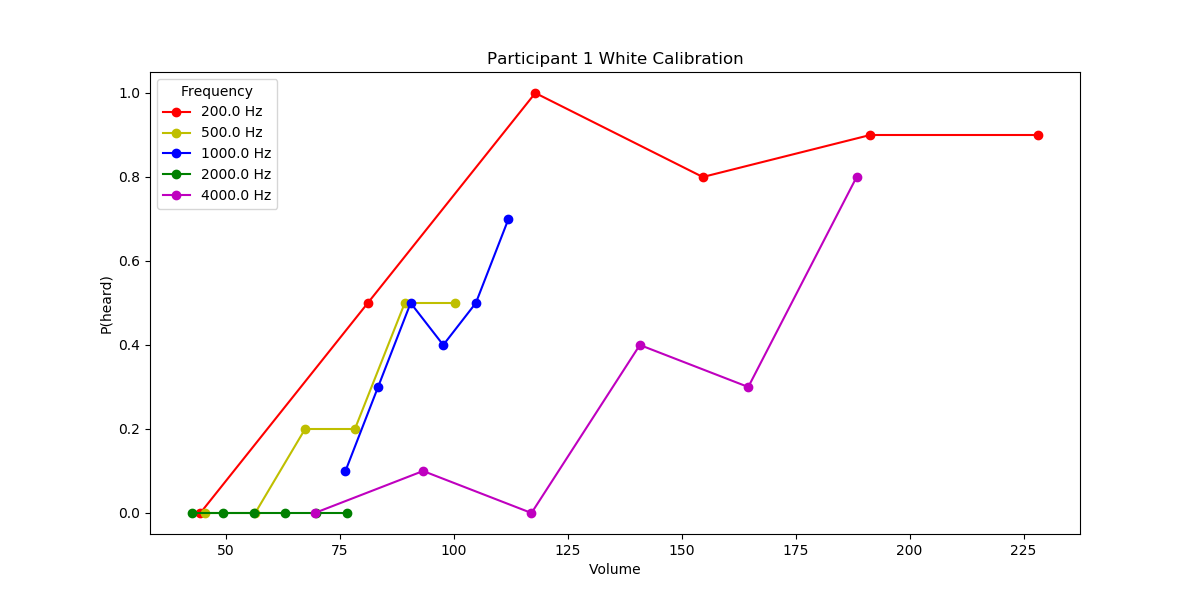 Participant 1 White Calibration
Frequency
200.0 Hz
500.0 Hz
1000.0 Hz
2000.0 Hz
4000.0 Hz
P(heard)
1.0
0.8
0.6
0.4
0.2
0.0
50 75 100 125 150 175 200 225
Volume